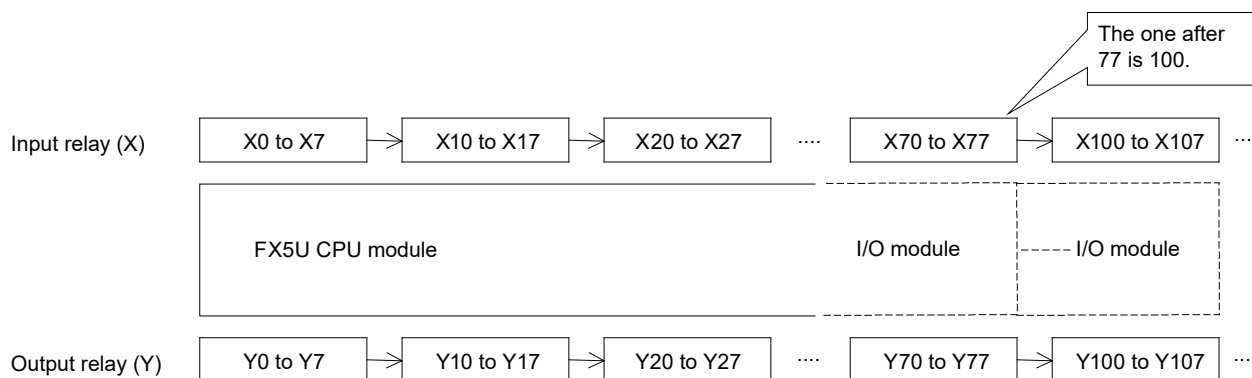 The one after
77 is 100.
Input relay (X) X0 to X7 X10 to X17 X20 to X27 .... X70 to X77 X100 to X107 ...
FX5U CPU module I/O module I/O module
Output relay (Y) Y0 to Y7 Y10 to Y17 Y20 to Y27 .... Y70 to Y77 Y100 to Y107 ...